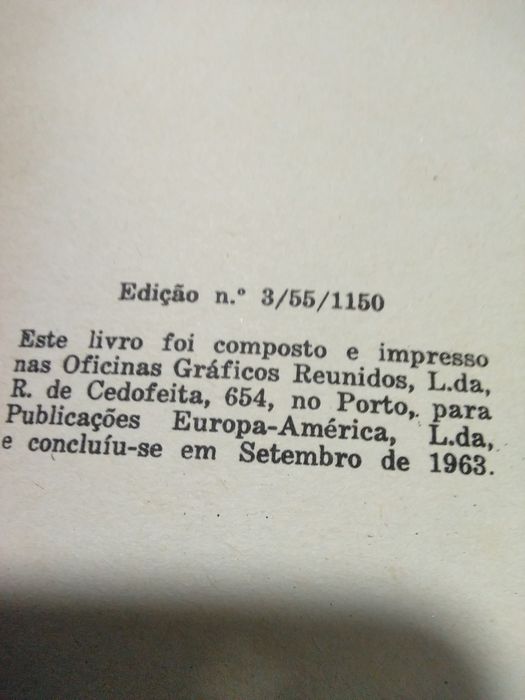 Edição n.º 3/55/1150
Este livro foi composto e impresso
nas Oficinas Gráficos Reunidos, L.da,
R. de Cedofeita, 654, no Porto, para
Publicações Europa-América, L.da,
e concluíu-se em Setembro de 1963.